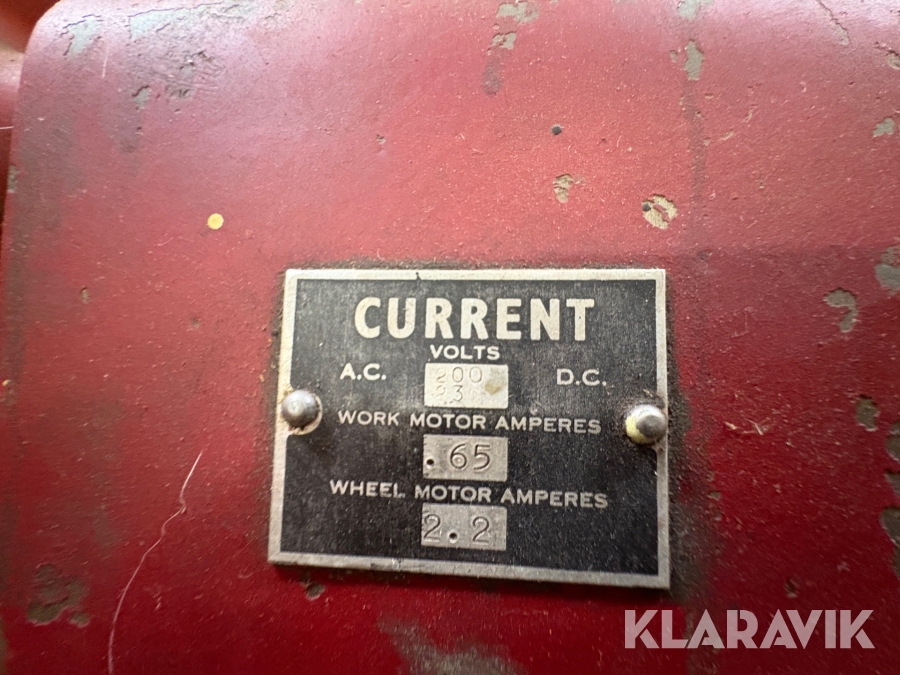 CURRENT
VOLTS
A.C. 200 D.C.
WORK MOTOR AMPERES
.65
WHEEL MOTOR AMPERES
2.2
KLARAVIK